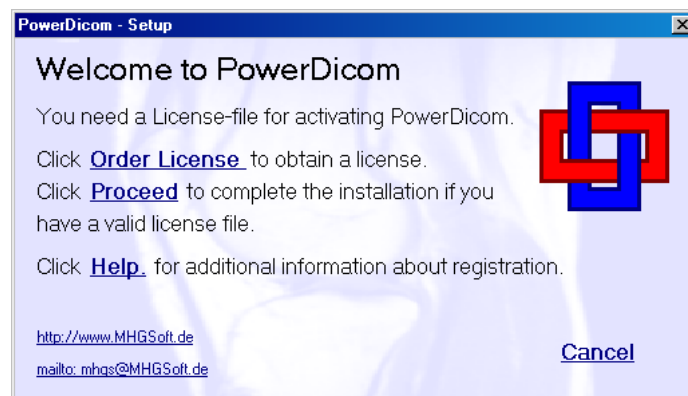 PowerDicom - Setup
Welcome to PowerDicom
You need a License-file for activating PowerDicom.
Click Order License to obtain a license.
Click Proceed to complete the installation if you
have a valid license file.
Click Help. for additional information about registration.
http://www.MHGSoft.de
Cancel
mailto: mhgs@MHGSoft.de